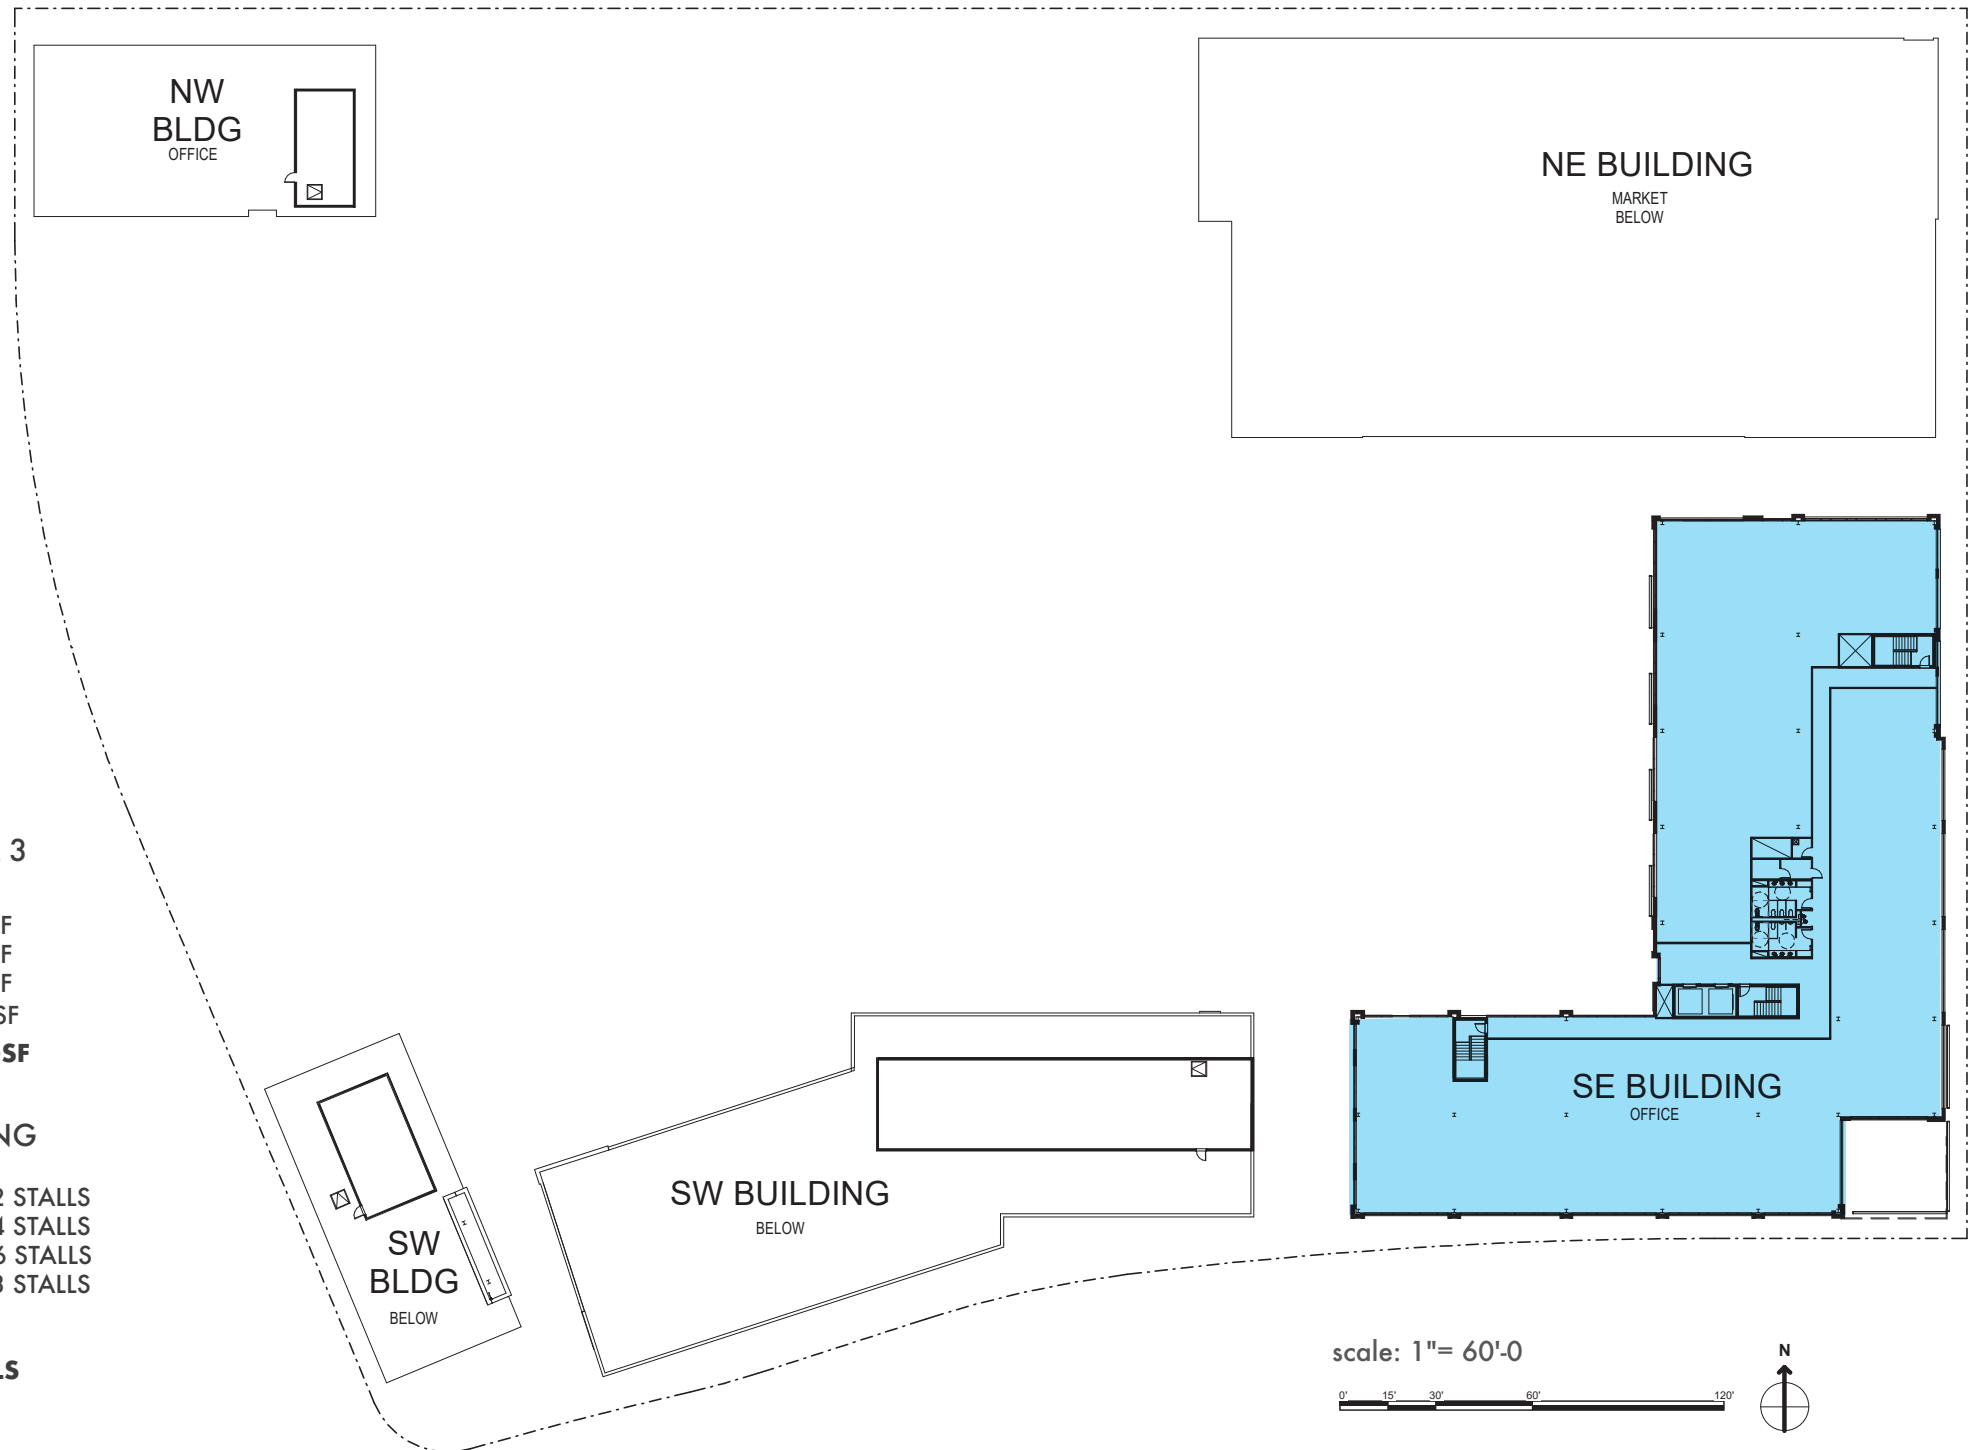 NW
BLDG
OFFICE
NE BUILDING
MARKET
BELOW
3
F
F
F
SF
SF
NG
2 STALLS
4 STALLS
6 STALLS
3 STALLS
LS
SW
BLDG
BELOW
SW BUILDING
BELOW
SE BUILDING
OFFICE
scale: 1"= 60'-0
0' 15' 30' 60' 120'
N